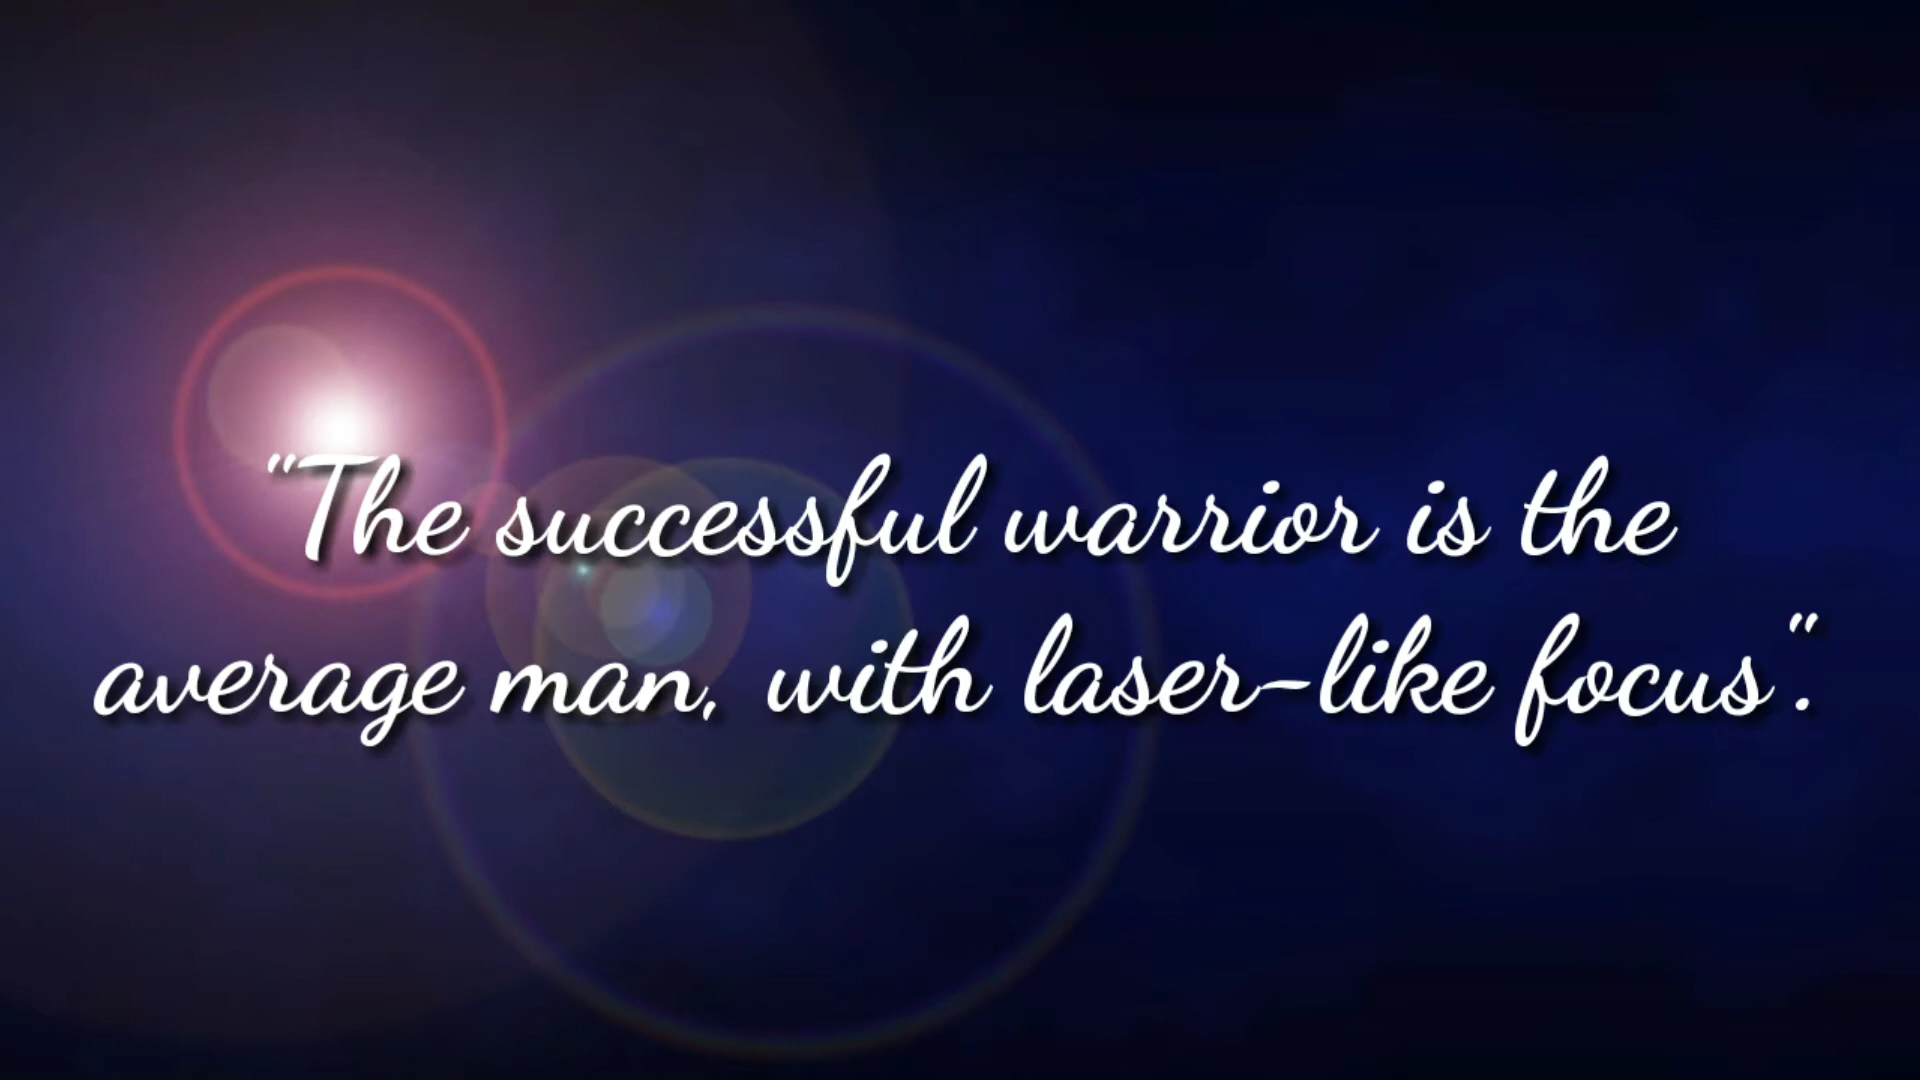 “The successful warrior is the
average man, with laser-like focus“.